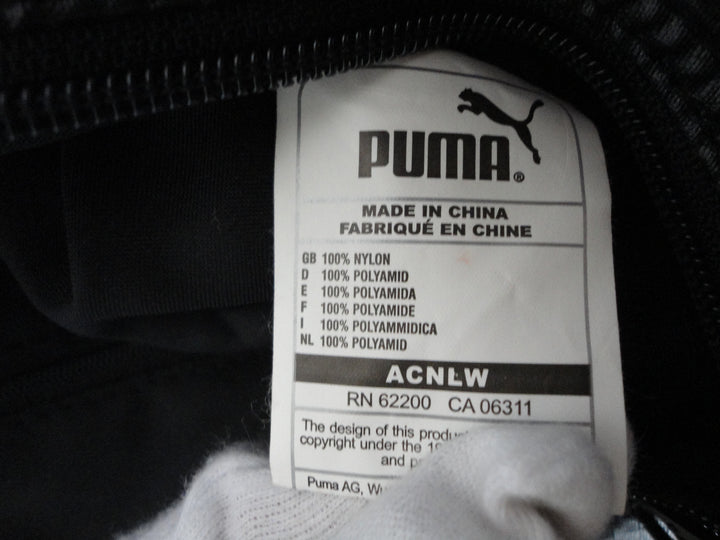 PUMA®
MADE IN CHINA
FABRIQUÉ EN CHINE
GB 100% NYLON
D 100% POLYAMID
E 100% POLYAMIDA
F 100% POLYAMIDE
I 100% POLYAMMIDICA
NL 100% POLYAMID
ACNLW
RN 62200 CA 06311
The design of this
copyright under the
and
Puma AG,